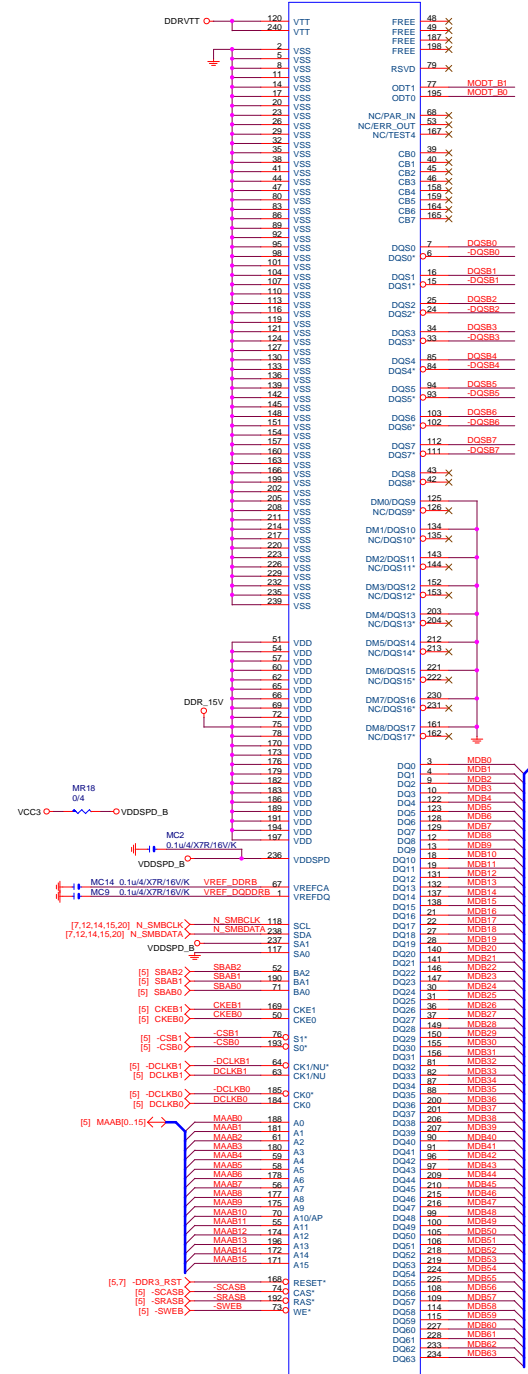 DDRVTT 120 VTT
240 VTT
2 VSS
5 VSS
8 VSS
11 VSS
14 VSS
17 VSS
20 VSS
23 VSS
26 VSS
29 VSS
32 VSS
35 VSS
38 VSS
41 VSS
44 VSS
47 VSS
80 VSS
83 VSS
86 VSS
89 VSS
92 VSS
95 VSS
98 VSS
101 VSS
104 VSS
107 VSS
110 VSS
113 VSS
116 VSS
119 VSS
121 VSS
124 VSS
127 VSS
130 VSS
133 VSS
136 VSS
139 VSS
142 VSS
145 VSS
148 VSS
151 VSS
154 VSS
157 VSS
160 VSS
163 VSS
166 VSS
199 VSS
202 VSS
205 VSS
208 VSS
211 VSS
214 VSS
217 VSS
220 VSS
223 VSS
226 VSS
229 VSS
232 VSS
235 VSS
239 VSS
51 VDD
54 VDD
57 VDD
60 VDD
62 VDD
65 VDD
66 VDD
69 VDD
DDR_15V
72 VDD
75 VDD
78 VDD
170 VDD
173 VDD
176 VDD
179 VDD
182 VDD
183 VDD
186 VDD
189 VDD
191 VDD
194 VDD
197 VDD
MR18
0/4
VCC3 VDDSPD_B
MC2
0.1u/4/X7R/16V/K
VDDSPD_B 236 VDDSPD
MC14 0.1u/4/X7R/16V/K VREF_DDRB 67 VREFCA
MC9 0.1u/4/X7R/16V/K VREF_DQDDRB 1 VREFDQ
[7,12,14,15,20] N_SMBCLK N_SMBCLK 118 SCL
[7,12,14,15,20] N_SMBDATA N_SMBDATA 238 SDA
VDDSPD_B 237 SA1
117 SA0
[5] SBAB2 SBAB2 52 BA2
[5] SBAB1 SBAB1 190 BA1
[5] SBAB0 SBAB0 71 BA0
[5] CKEB1 CKEB1 169 CKE1
[5] CKEB0 CKEB0 50 CKE0
[5] -CSB1 -CSB1 76 S1*
[5] -CSB0 -CSB0 193 S0*
[5] -DCLKB1 -DCLKB1 64 CK1/NU*
[5] DCLKB1 DCLKB1 63 CK1/NU
[5] -DCLKB0 -DCLKB0 185 CK0*
[5] DCLKB0 DCLKB0 184 CK0
[5] MAAB[0..15] MAAB0 188 A0
MAAB1 181 A1
MAAB2 61 A2
MAAB3 180 A3
MAAB4 59 A4
MAAB5 58 A5
MAAB6 178 A6
MAAB7 56 A7
MAAB8 177 A8
MAAB9 175 A9
MAAB10 70 A10/AP
MAAB11 55 A11
MAAB12 174 A12
MAAB13 196 A13
MAAB14 172 A14
MAAB15 171 A15
[5,7] -DDR3_RST 168 RESET*
[5] -SCASB -SCASB 74 CAS*
[5] -SRASB -SRASB 192 RAS*
[5] -SWEB -SWEB 73 WE*
FREE 48
FREE 49
FREE 187
FREE 198
RSVD 79
ODT1 77 MODT_B1
ODT0 195 MODT_B0
NC/PAR_IN 68
NC/ERR_OUT 53
NC/TEST4 167
CB0 39
CB1 40
CB2 45
CB3 46
CB4 158
CB5 159
CB6 164
CB7 165
DQS0 7 DQSB0
DQS0* 6 -DQSB0
DQS1 16 DQSB1
DQS1* 15 -DQSB1
DQS2 25 DQSB2
DQS2* 24 -DQSB2
DQS3 34 DQSB3
DQS3* 33 -DQSB3
DQS4 85 DQSB4
DQS4* 84 -DQSB4
DQS5 94 DQSB5
DQS5* 93 -DQSB5
DQS6 103 DQSB6
DQS6* 102 -DQSB6
DQS7 112 DQSB7
DQS7* 111 -DQSB7
DQS8 43
DQS8* 42
DM0/DQS9 125
NC/DQS9* 126
DM1/DQS10 134
NC/DQS10* 135
DM2/DQS11 143
NC/DQS11* 144
DM3/DQS12 152
NC/DQS12* 153
DM4/DQS13 203
NC/DQS13* 204
DM5/DQS14 212
NC/DQS14* 213
DM6/DQS15 221
NC/DQS15* 222
DM7/DQS16 230
NC/DQS16* 231
DM8/DQS17 161
NC/DQS17* 162
DQ0 3 MDB0
DQ1 4 MDB1
DQ2 9 MDB2
DQ3 10 MDB3
DQ4 122 MDB4
DQ5 123 MDB5
DQ6 128 MDB6
DQ7 129 MDB7
DQ8 12 MDB8
DQ9 13 MDB9
DQ10 18 MDB10
DQ11 19 MDB11
DQ12 131 MDB12
DQ13 132 MDB13
DQ14 137 MDB14
DQ15 138 MDB15
DQ16 21 MDB16
DQ17 22 MDB17
DQ18 27 MDB18
DQ19 28 MDB19
DQ20 140 MDB20
DQ21 141 MDB21
DQ22 146 MDB22
DQ23 147 MDB23
DQ24 30 MDB24
DQ25 31 MDB25
DQ26 36 MDB26
DQ27 37 MDB27
DQ28 149 MDB28
DQ29 150 MDB29
DQ30 155 MDB30
DQ31 156 MDB31
DQ32 81 MDB32
DQ33 82 MDB33
DQ34 87 MDB34
DQ35 88 MDB35
DQ36 200 MDB36
DQ37 201 MDB37
DQ38 206 MDB38
DQ39 207 MDB39
DQ40 90 MDB40
DQ41 91 MDB41
DQ42 96 MDB42
DQ43 97 MDB43
DQ44 209 MDB44
DQ45 210 MDB45
DQ46 215 MDB46
DQ47 216 MDB47
DQ48 99 MDB48
DQ49 100 MDB49
DQ50 105 MDB50
DQ51 106 MDB51
DQ52 218 MDB52
DQ53 219 MDB53
DQ54 224 MDB54
DQ55 225 MDB55
DQ56 108 MDB56
DQ57 109 MDB57
DQ58 114 MDB58
DQ59 115 MDB59
DQ60 227 MDB60
DQ61 228 MDB61
DQ62 233 MDB62
DQ63 234 MDB63